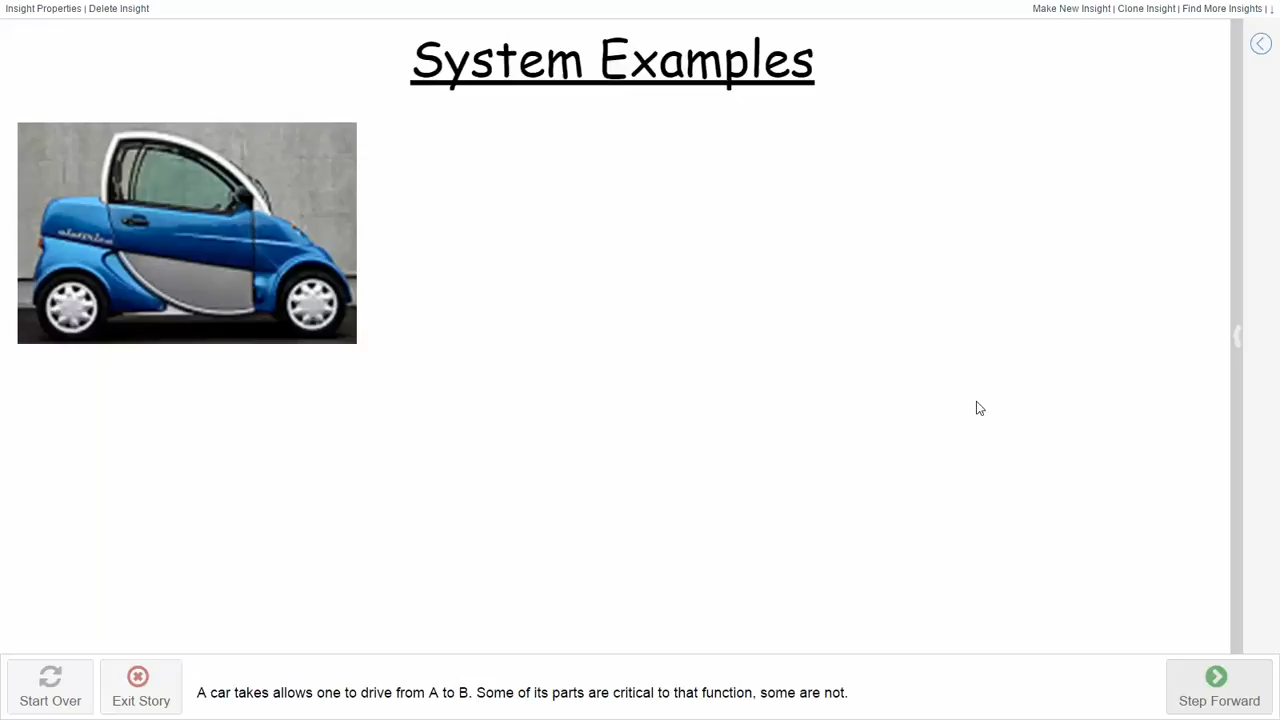 Insight Properties | Delete Insight
Make New Insight | Clone Insight | Find More Insights | ↓
System Examples
Start Over
Exit Story
A car takes allows one to drive from A to B. Some of its parts are critical to that function, some are not.
Step Forward